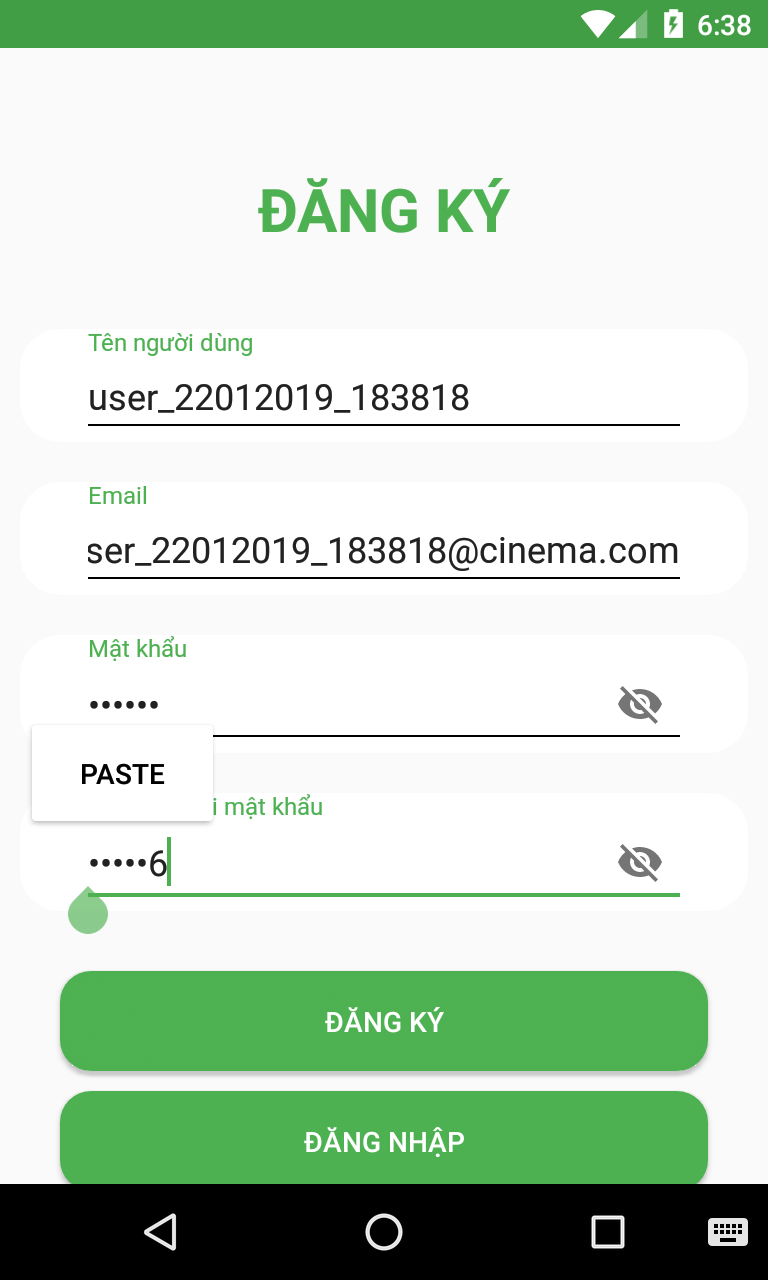 6:38
ĐĂNG KÝ
Tên người dùng
user_22012019_183818
Email
ser_22012019_183818@cinema.com
Mật khẩu
••••••
PASTE
i mật khẩu
•••••6
ĐĂNG KÝ
ĐĂNG NHẬP